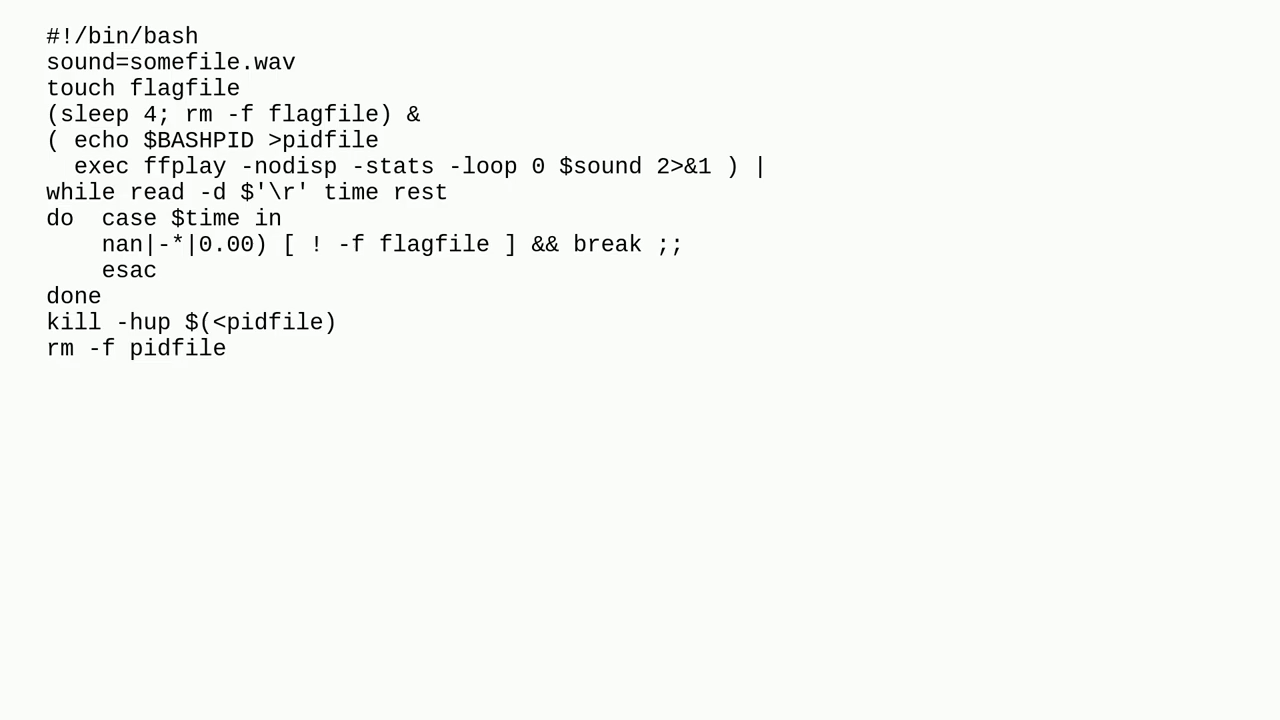 #!/bin/bash
sound=somefile.wav
touch flagfile
(sleep 4; rm -f flagfile) &
( echo $BASHPID >pidfile
  exec ffplay -nodisp -stats -loop 0 $sound 2>&1 ) |
while read -d $'\r' time rest
do  case $time in
    nan|-*|0.00) [ ! -f flagfile ] && break ;;
    esac
done
kill -hup $(<pidfile)
rm -f pidfile